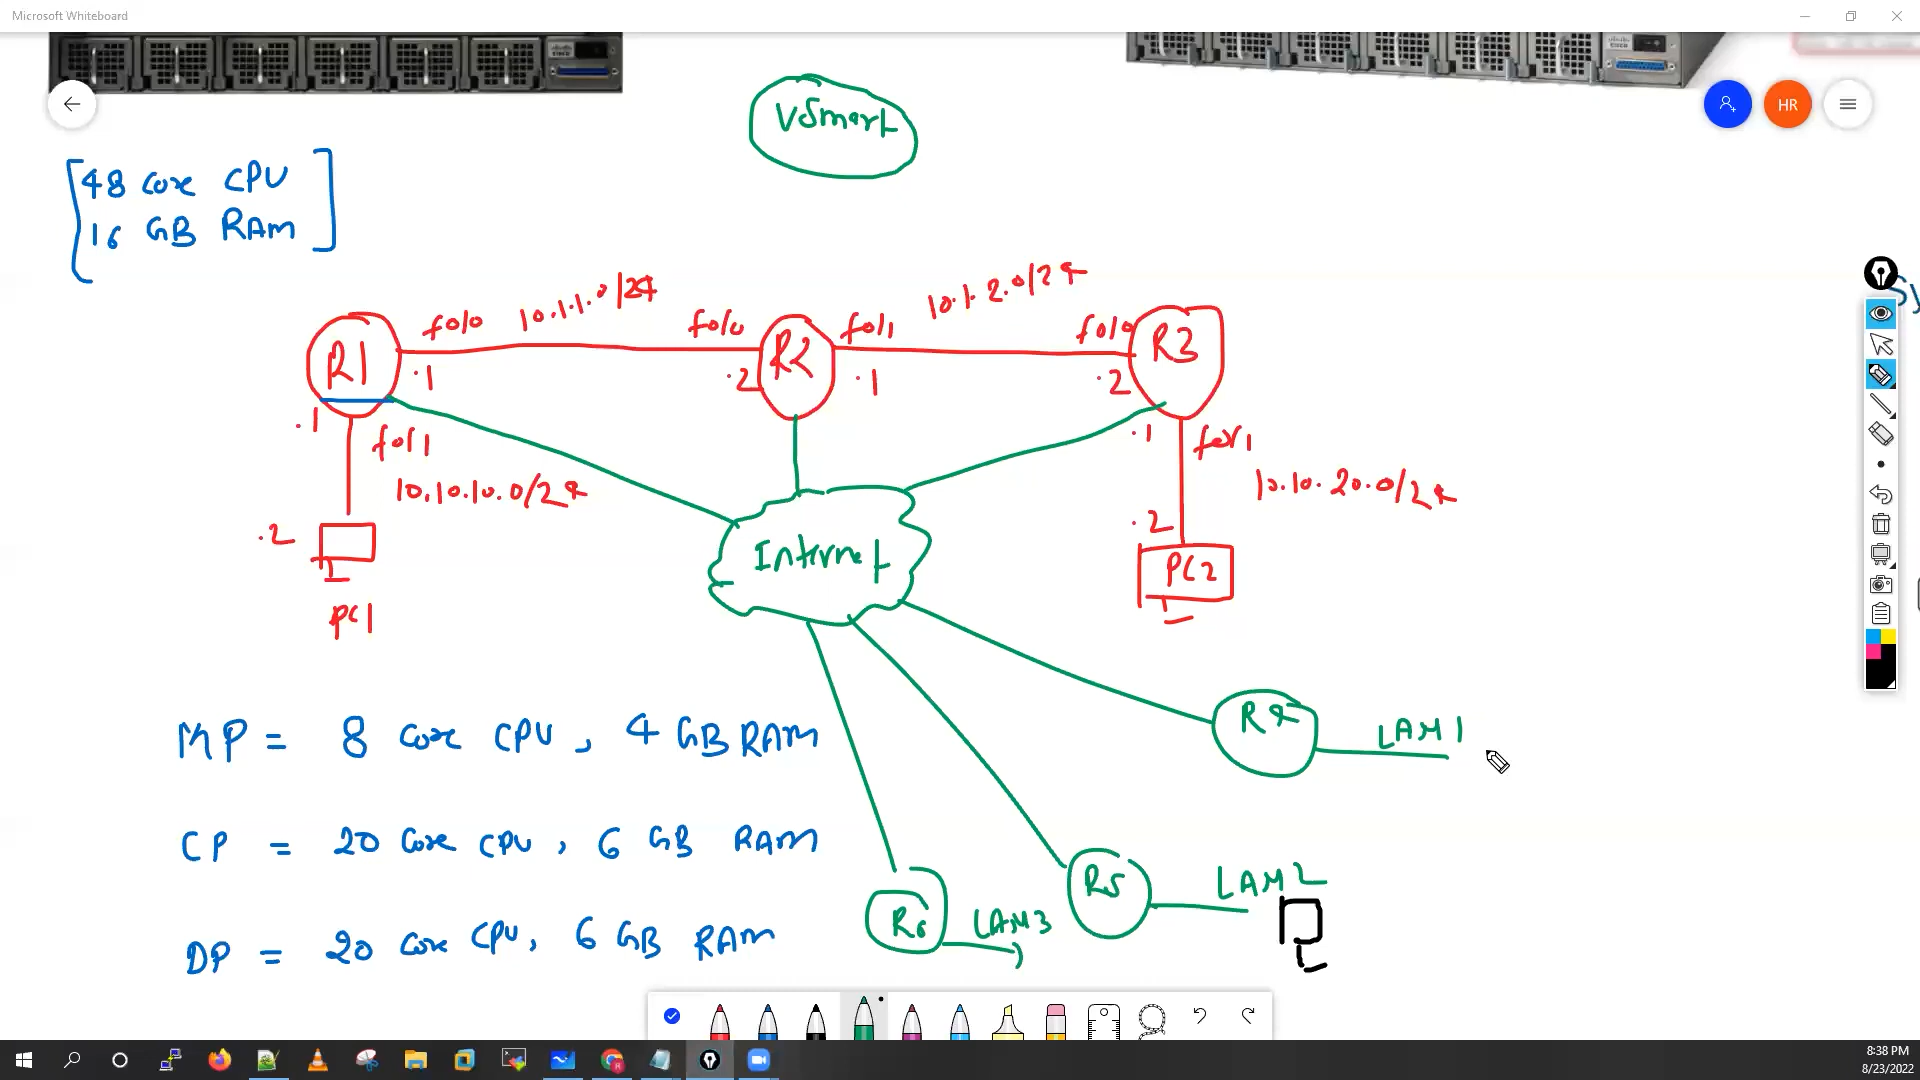 Microsoft Whiteboard
vSmart
HR
48 core CPU
16 GB RAM
Sy
f0/0
10.1.1.0/24
f0/0
f0/1
10.1.2.0/24
f0/0
R1
R2
R3
.1
.2
.1
.2
.1
f0/1
.1
f0/1
10.10.10.0/24
10.10.20.0/24
.2
.2
Internet
PC2
PC1
MP = 8 core CPU, 4 GB RAM
R4
LAN1
CP = 20 core CPU, 6 GB RAM
R5
LAN2
DP = 20 core CPU, 6 GB RAM
R6
LAN3
8:38 PM
8/23/2022